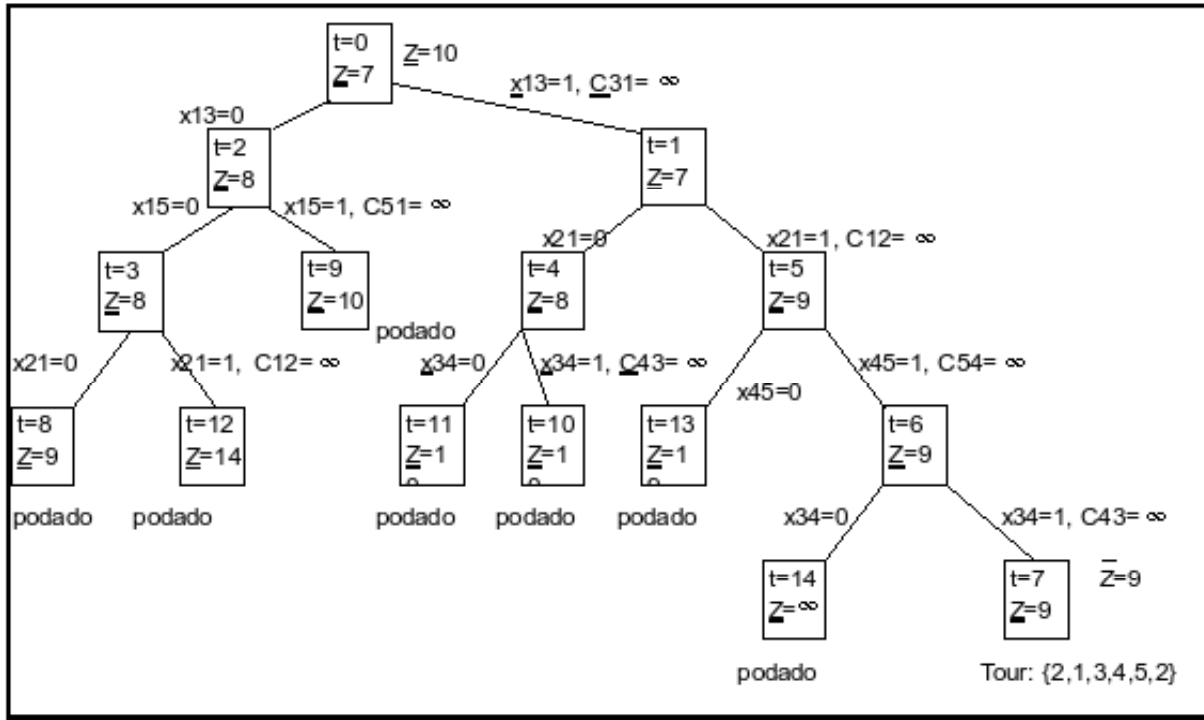 t=0
Z=7
Z=10
x13=1, C31= ∞
x13=0
t=2
Z=8
t=1
Z=7
x15=0
x15=1, C51= ∞
x21=0
x21=1, C12= ∞
t=3
Z=8
t=9
Z=10
podado
t=4
Z=8
t=5
Z=9
x21=0
x21=1, C12= ∞
x34=0
x34=1, C43= ∞
x45=0
x45=1, C54= ∞
t=8
Z=9
t=12
Z=14
t=11
Z=1
t=10
Z=1
t=13
Z=1
t=6
Z=9
podado
podado
podado
podado
podado
x34=0
x34=1, C43= ∞
t=14
Z=∞
t=7
Z=9
Z=9
podado
Tour: {2,1,3,4,5,2}